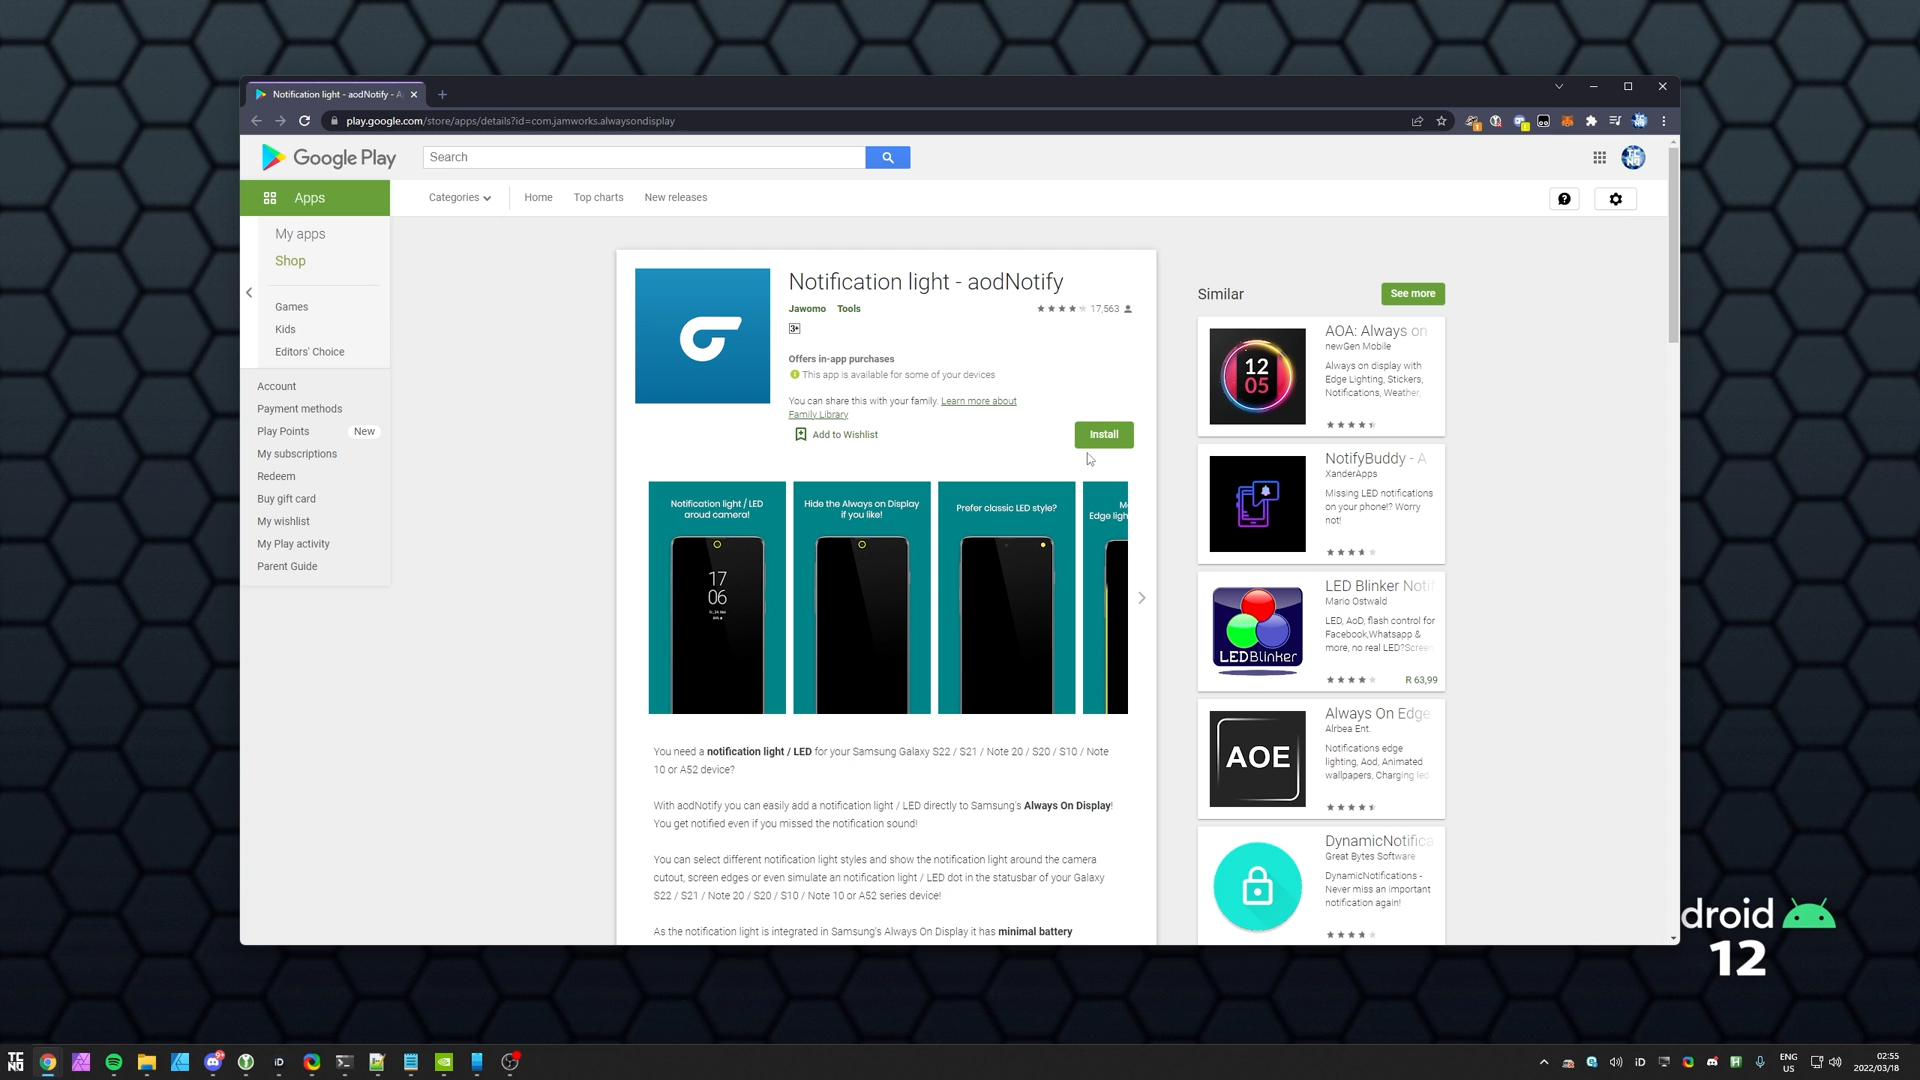 Notification light - aodNotify - A
play.google.com/store/apps/details?id=com.jamworks.alwaysondisplay
Google Play
Search
Apps
Categories
Home
Top charts
New releases
My apps
Shop
Games
Kids
Editors' Choice
Account
Payment methods
Play Points New
My subscriptions
Redeem
Buy gift card
My wishlist
My Play activity
Parent Guide
Notification light - aodNotify
Jawomo Tools 17,563
3+
Offers in-app purchases
This app is available for some of your devices
You can share this with your family. Learn more about
Family Library
Add to Wishlist
Install
Notification light / LED
aroud camera!
17
06
Hide the Always on Display
if you like!
Prefer classic LED style?
M
Edge ligh
You need a notification light / LED for your Samsung Galaxy S22 / S21 / Note 20 / S20 / S10 / Note
10 or A52 device?
With aodNotify you can easily add a notification light / LED directly to Samsung's Always On Display!
You get notified even if you missed the notification sound!
You can select different notification light styles and show the notification light around the camera
cutout, screen edges or even simulate an notification light / LED dot in the statusbar of your Galaxy
S22 / S21 / Note 20 / S20 / S10 / Note 10 or A52 series device!
As the notification light is integrated in Samsung's Always On Display it has minimal battery
Similar
See more
12
05
AOA: Always on
newGen Mobile
Always on display with
Edge Lighting, Stickers,
Notifications, Weather,
NotifyBuddy - A
XanderApps
Missing LED notifications
on your phone!? Worry
not!
LEDBlinker
LED Blinker Notif
Mario Ostwald
LED, AoD, flash control for
Facebook,Whatsapp &
more, no real LED?Screen
R 63,99
AOE
Always On Edge
Alrbea Ent.
Notifications edge
lighting, Aod, Animated
wallpapers, Charging led
DynamicNotifica
Great Bytes Software
DynamicNotifications -
Never miss an important
notification again!
droid
12
TC
NO
iD
iD
ENG
US
02:55
2022/03/18